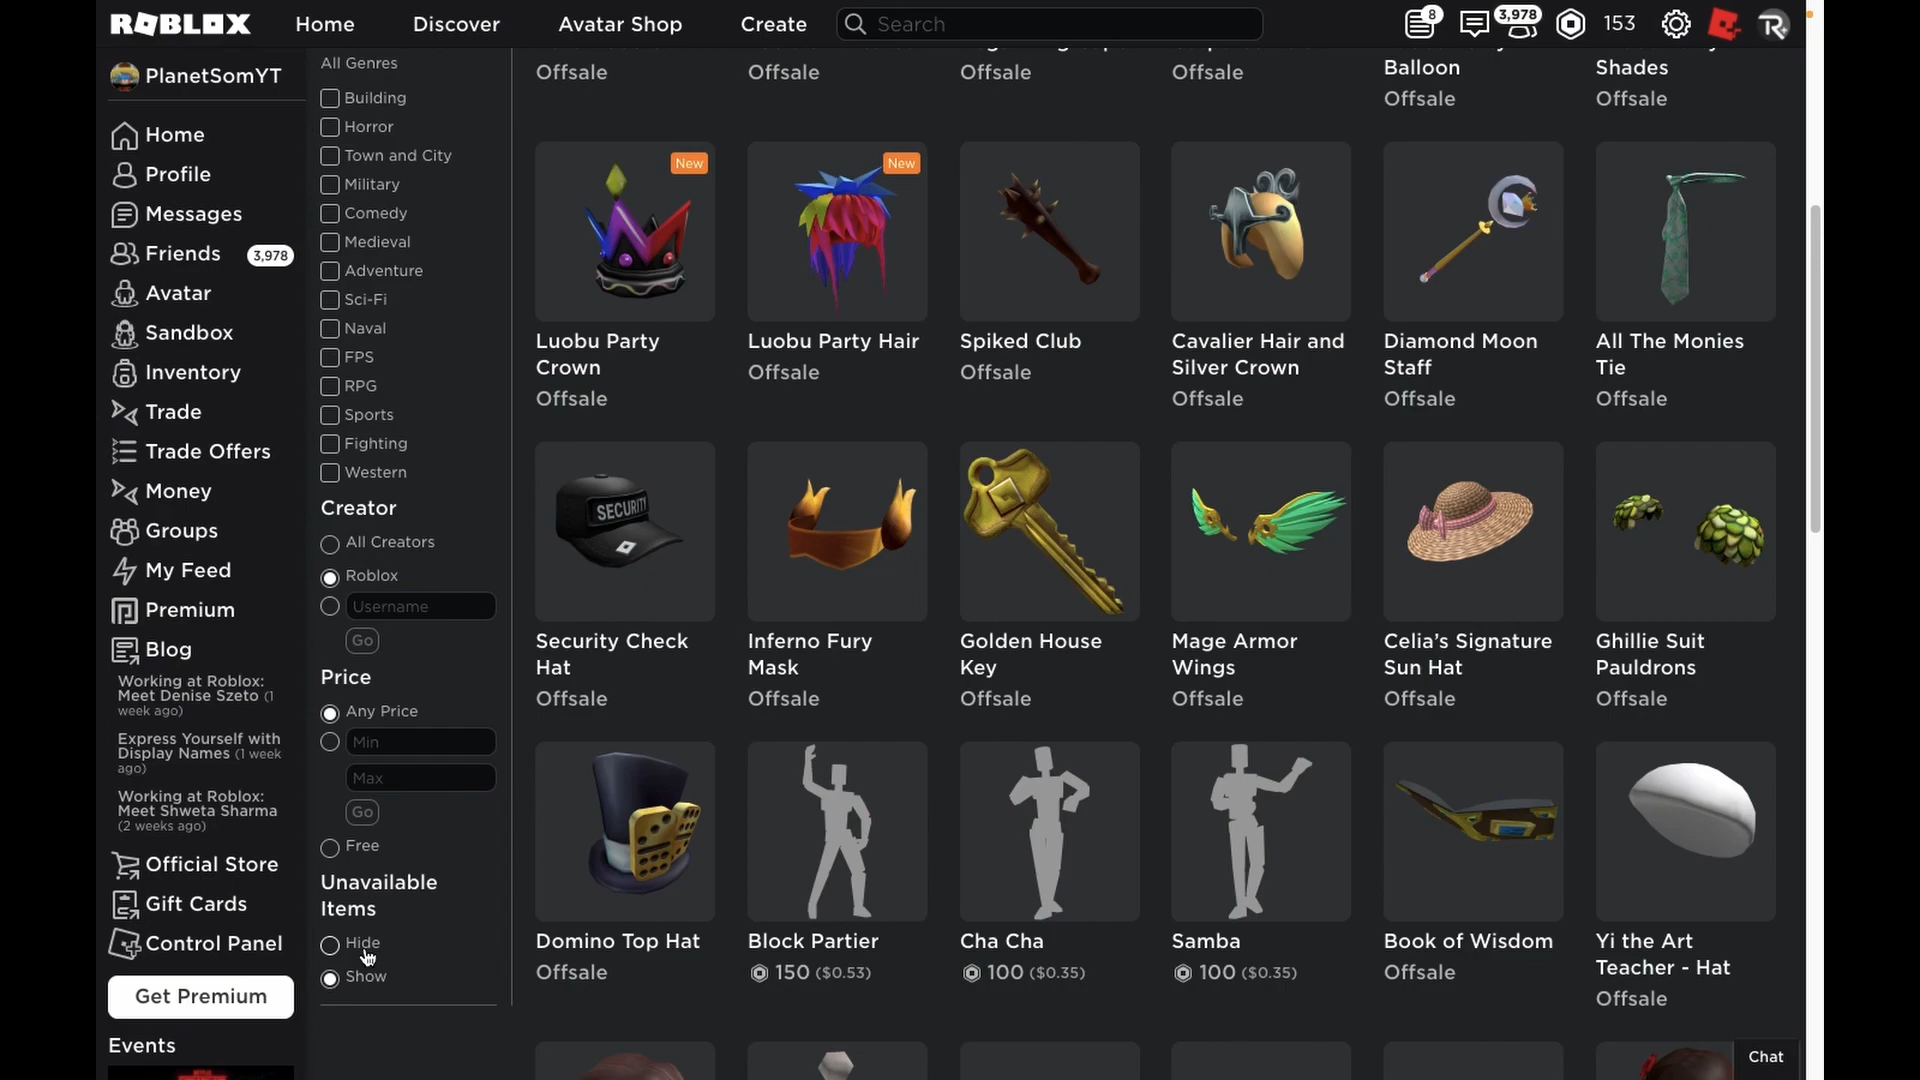 ROBLOX
Home
Discover
Avatar Shop
Create
Search
8
3,978
153
PlanetSomYT
Home
Profile
Messages
Friends
3,978
Avatar
Sandbox
Inventory
Trade
Trade Offers
Money
Groups
My Feed
Premium
Blog
Working at Roblox:
Meet Denise Szeto (1
week ago)
Express Yourself with
Display Names (1 week
ago)
Working at Roblox:
Meet Shweta Sharma
(2 weeks ago)
Official Store
Gift Cards
Control Panel
Get Premium
Events
All Genres
Building
Horror
Town and City
Military
Comedy
Medieval
Adventure
Sci-Fi
Naval
FPS
RPG
Sports
Fighting
Western
Creator
All Creators
Roblox
Username
Go
Price
Any Price
Min
Max
Go
Free
Unavailable
Items
Hide
Show
Offsale
Offsale
Offsale
Offsale
Balloon
Offsale
Shades
Offsale
New
Luobu Party
Crown
Offsale
New
Luobu Party Hair
Offsale
Spiked Club
Offsale
Cavalier Hair and
Silver Crown
Offsale
Diamond Moon
Staff
Offsale
All The Monies
Tie
Offsale
SECURITY
Security Check
Hat
Offsale
Inferno Fury
Mask
Offsale
Golden House
Key
Offsale
Mage Armor
Wings
Offsale
Celia's Signature
Sun Hat
Offsale
Ghillie Suit
Pauldrons
Offsale
Domino Top Hat
Offsale
Block Partier
150 ($0.53)
Cha Cha
100 ($0.35)
Samba
100 ($0.35)
Book of Wisdom
Offsale
Yi the Art
Teacher - Hat
Offsale
Chat